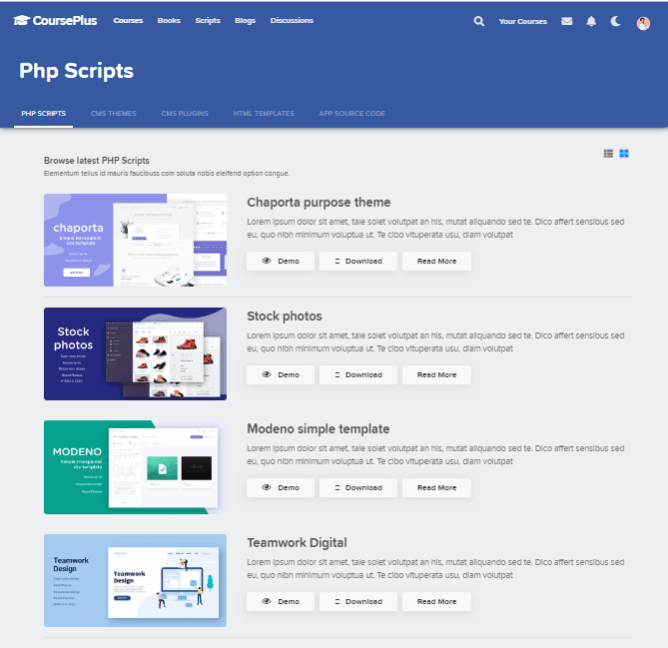 CoursePlus Courses Books Scripts Blogs Discussions Your Courses
Php Scripts
PHP SCRIPTS CMS THEMES CMS PLUGINS HTML TEMPLATES APP SOURCE CODE
Browse latest PHP Scripts
Elementum tellus id mauris faucibuss com soluta nobis eleifend option congue.
chaporta
Chaporta purpose theme
Lorem ipsum dolor sit amet, tale solet volutpat an his, mutat aliquando sed te. Dico affert sensibus sed
eu, quo nibh minimum voluptua ut. Te cibo vituperata usu, diam volutpat
Demo Download Read More
Stock
photos
Stock photos
Lorem ipsum dolor sit amet, tale solet volutpat an his, mutat aliquando sed te. Dico affert sensibus sed
eu, quo nibh minimum voluptua ut. Te cibo vituperata usu, diam volutpat
Demo Download Read More
MODENO
Simple transparent
site template
Modeno simple template
Lorem ipsum dolor sit amet, tale solet volutpat an his, mutat aliquando sed te. Dico affert sensibus sed
eu, quo nibh minimum voluptua ut. Te cibo vituperata usu, diam volutpat
Demo Download Read More
Teamwork
Design
Teamwork
Design
Teamwork Digital
Lorem ipsum dolor sit amet, tale solet volutpat an his, mutat aliquando sed te. Dico affert sensibus sed
eu, quo nibh minimum voluptua ut. Te cibo vituperata usu, diam volutpat
Demo Download Read More